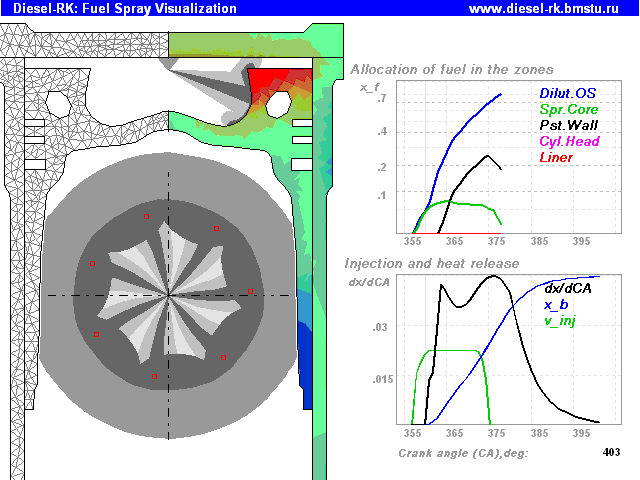 Diesel-RK: Fuel Spray Visualization www.diesel-rk.bmstu.ru
Allocation of fuel in the zones
x_f
Dilut.OS
Spr.Core
Pst.Wall
Cyl.Head
Liner
.7
.4
.2
.1
355 365 375 385 395
Injection and heat release
dx/dCA
dx/dCA
x_b
v_inj
.03
.015
355 365 375 385 395
Crank angle (CA),deg: 403